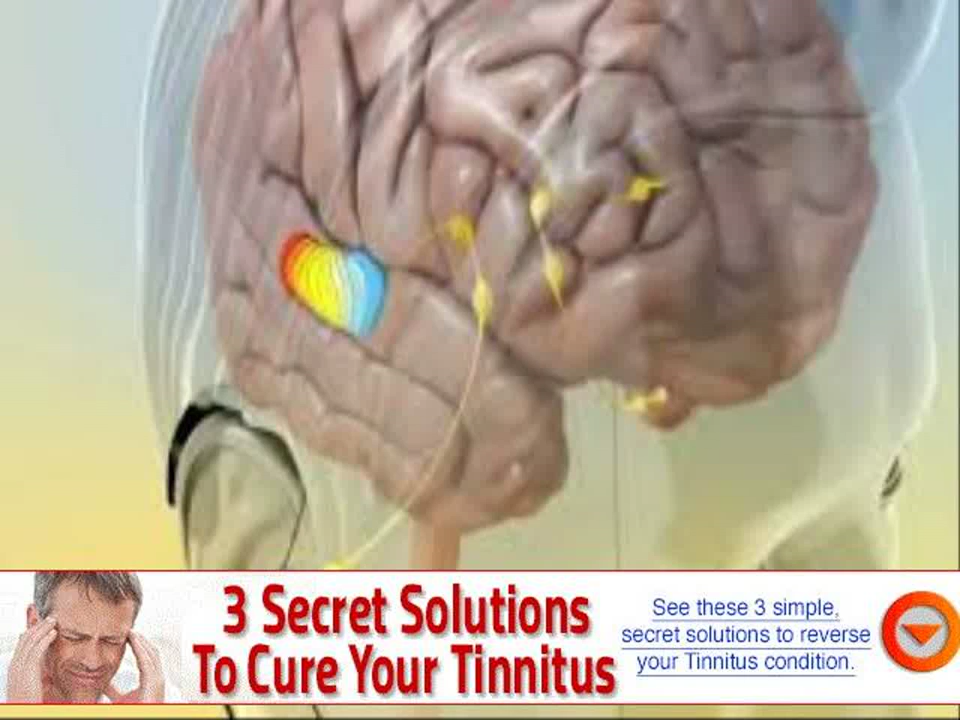 3 Secret Solutions
To Cure Your Tinnitus
See these 3 simple,
secret solutions to reverse
your Tinnitus condition.